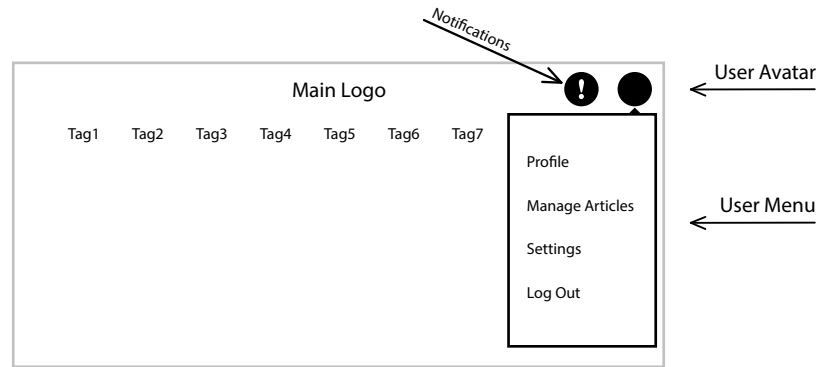 Notifications
User Avatar
Main Logo
!
Tag1 Tag2 Tag3 Tag4 Tag5 Tag6 Tag7
Profile
Manage Articles
User Menu
Settings
Log Out